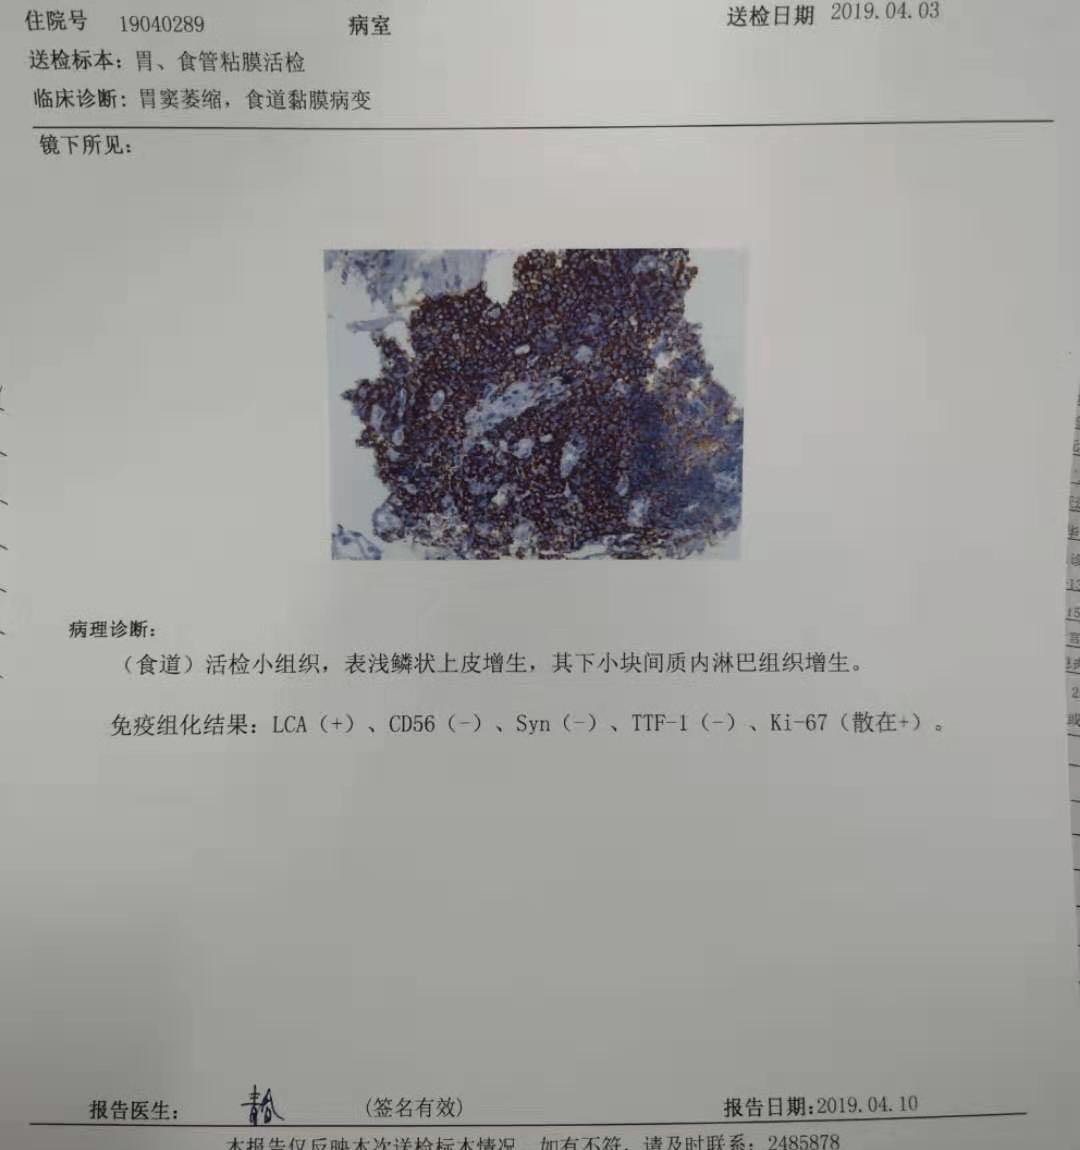 住院号 19040289 病室 送检日期 2019.04.03
送检标本：胃、食管粘膜活检
临床诊断：胃窦萎缩，食道黏膜病变
镜下所见：
病理诊断：
（食道）活检小组织，表浅鳞状上皮增生，其下小块间质内淋巴组织增生。
免疫组化结果：LCA（+）、CD56（-）、Syn（-）、TTF-1（-）、Ki-67（散在+）。
报告医生： (签名有效) 报告日期:2019.04.10
本报告仅反映本次送检标本情况，如有不符，请及时联系：2485878